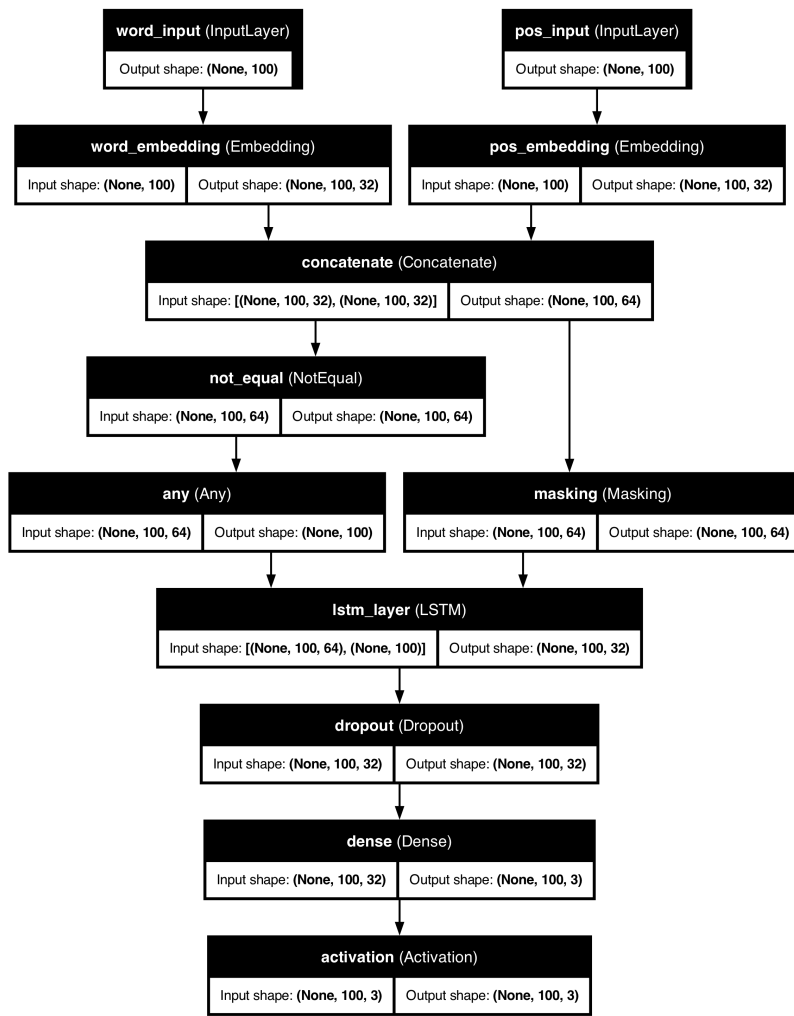 word_input (InputLayer)
Output shape: (None, 100)
pos_input (InputLayer)
Output shape: (None, 100)
word_embedding (Embedding)
Input shape: (None, 100) Output shape: (None, 100, 32)
pos_embedding (Embedding)
Input shape: (None, 100) Output shape: (None, 100, 32)
concatenate (Concatenate)
Input shape: [(None, 100, 32), (None, 100, 32)] Output shape: (None, 100, 64)
not_equal (NotEqual)
Input shape: (None, 100, 64) Output shape: (None, 100, 64)
any (Any)
Input shape: (None, 100, 64) Output shape: (None, 100)
masking (Masking)
Input shape: (None, 100, 64) Output shape: (None, 100, 64)
lstm_layer (LSTM)
Input shape: [(None, 100, 64), (None, 100)] Output shape: (None, 100, 32)
dropout (Dropout)
Input shape: (None, 100, 32) Output shape: (None, 100, 32)
dense (Dense)
Input shape: (None, 100, 32) Output shape: (None, 100, 3)
activation (Activation)
Input shape: (None, 100, 3) Output shape: (None, 100, 3)